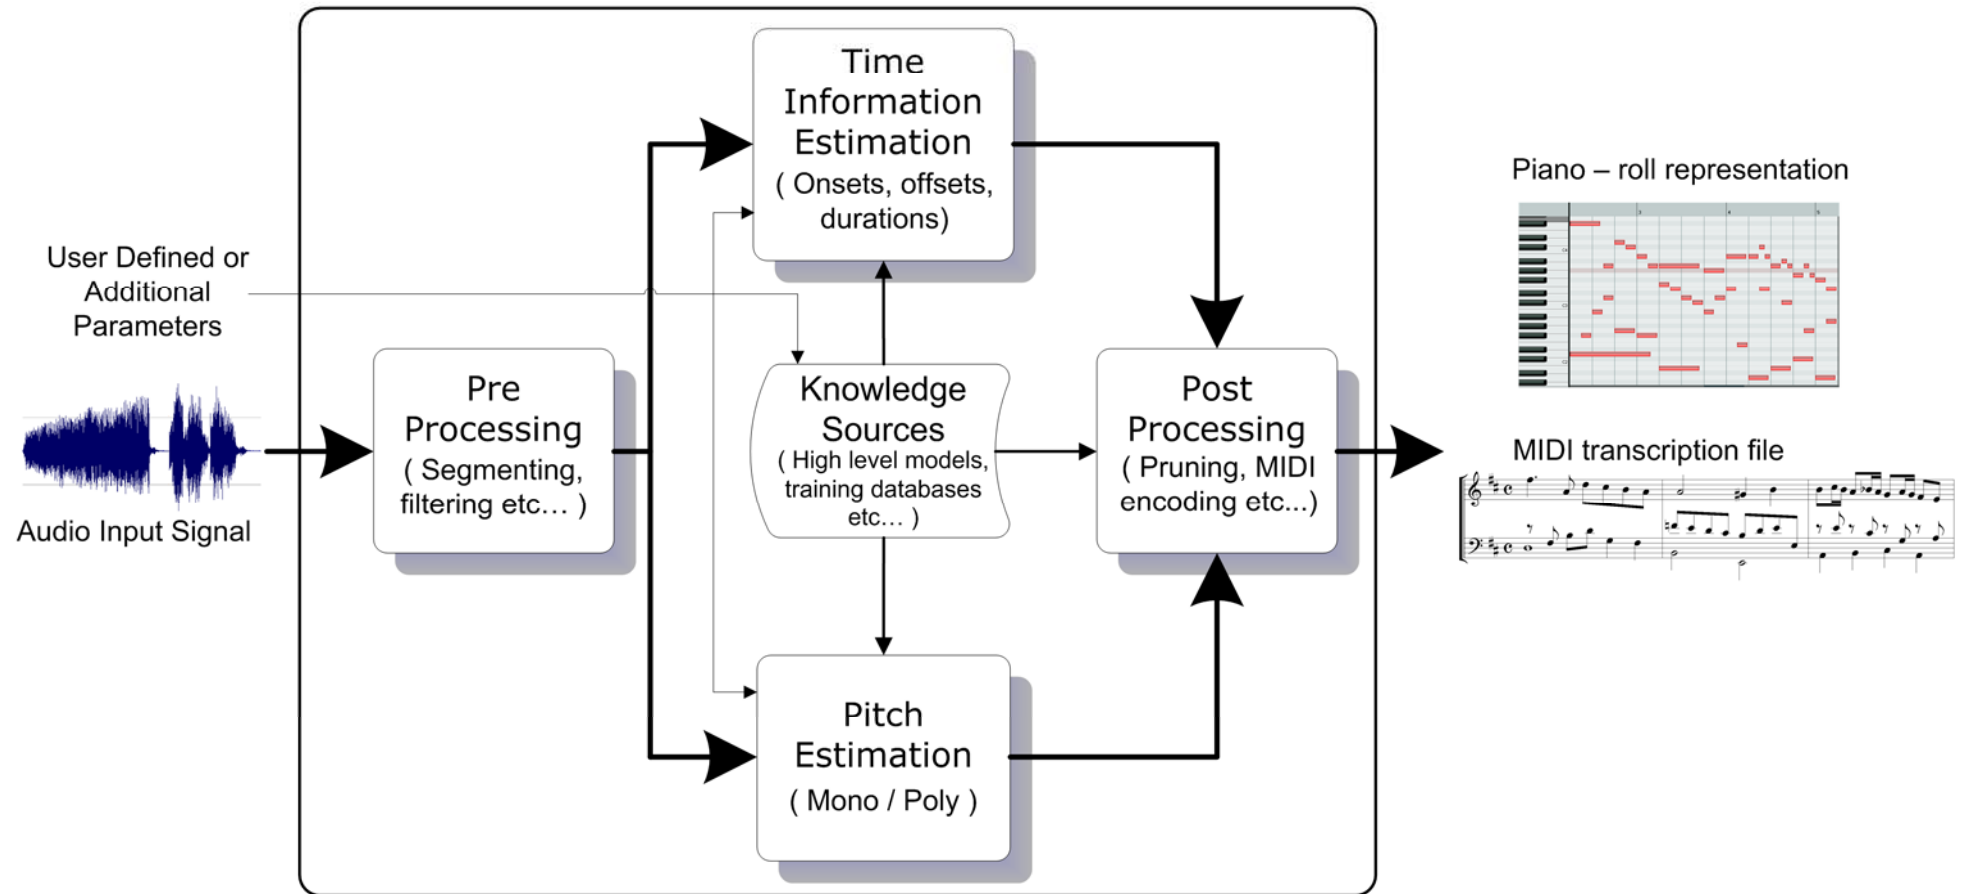 Time
Information
Estimation
( Onsets, offsets,
durations)
User Defined or
Additional
Parameters
Audio Input Signal
Pre
Processing
( Segmenting,
filtering etc... )
Knowledge
Sources
( High level models,
training databases
etc... )
Post
Processing
( Pruning, MIDI
encoding etc...)
Pitch
Estimation
( Mono / Poly )
Piano – roll representation
MIDI transcription file